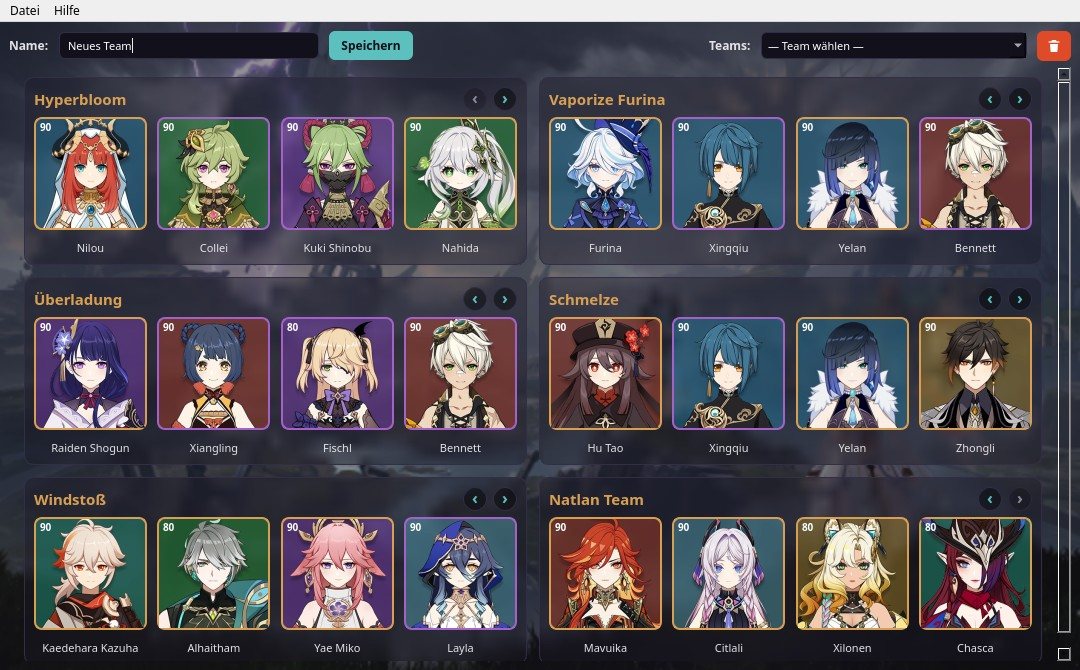 Datei Hilfe
Name: Neues Team Speichern Teams: — Team wählen —
Hyperbloom
90 90 90 90
Nilou Collei Kuki Shinobu Nahida
Vaporize Furina
90 90 90 90
Furina Xingqiu Yelan Bennett
Überladung
90 90 80 90
Raiden Shogun Xiangling Fischl Bennett
Schmelze
90 90 90 90
Hu Tao Xingqiu Yelan Zhongli
Windstoß
90 80 90 90
Kaedehara Kazuha Alhaitham Yae Miko Layla
Natlan Team
90 90 80 80
Mavuika Citlali Xilonen Chasca